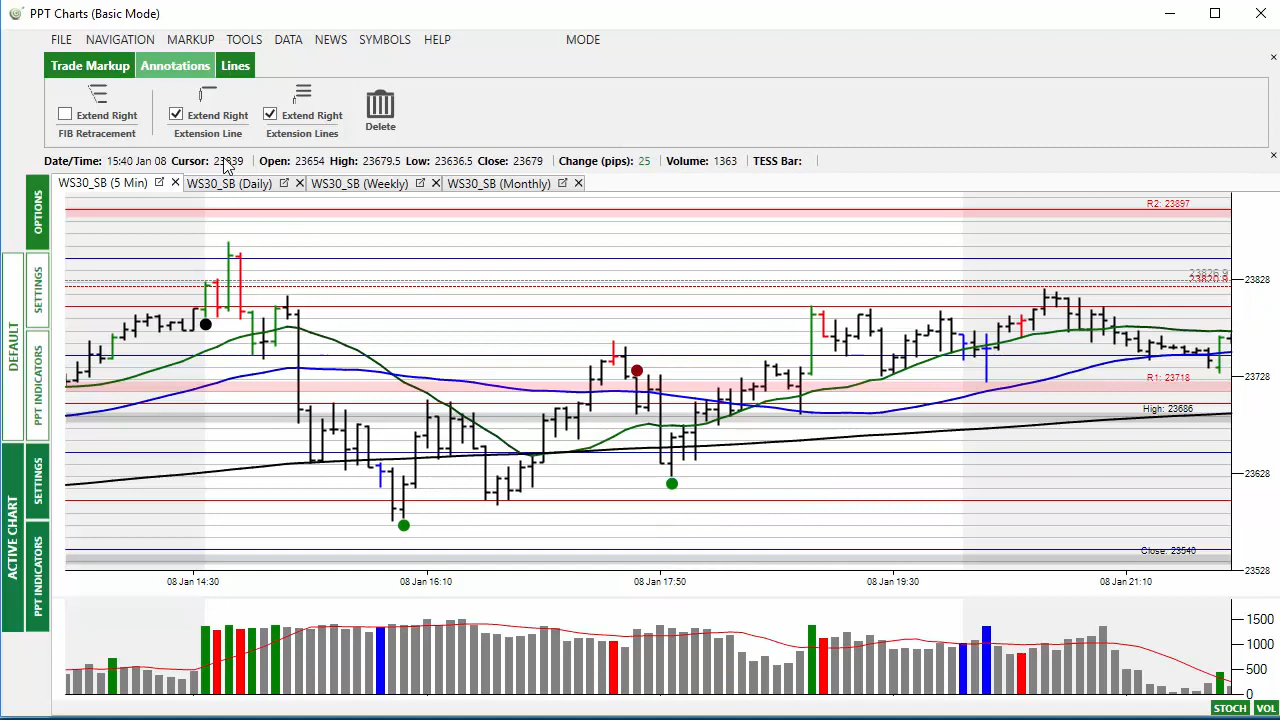 PPT Charts (Basic Mode)
FILE NAVIGATION MARKUP TOOLS DATA NEWS SYMBOLS HELP MODE
Trade Markup Annotations Lines
Extend Right Extend Right Extend Right
FIB Retracement Extension Line Extension Lines Delete
Date/Time: 15:40 Jan 08 Cursor: 23839 Open: 23654 High: 23679.5 Low: 23636.5 Close: 23679 Change (pips): 25 Volume: 1363 TESS Bar:
WS30_SB (5 Min) WS30_SB (Daily) WS30_SB (Weekly) WS30_SB (Monthly)
OPTIONS
SETTINGS
PPT INDICATORS
DEFAULT
SETTINGS
PPT INDICATORS
ACTIVE CHART
R2: 23897
23826.9
23820.9
23828
R1: 23718
23728
High: 23686
23628
Close: 23540
23528
08 Jan 14:30 08 Jan 16:10 08 Jan 17:50 08 Jan 19:30 08 Jan 21:10
1500
1000
500
0
STOCH VOL